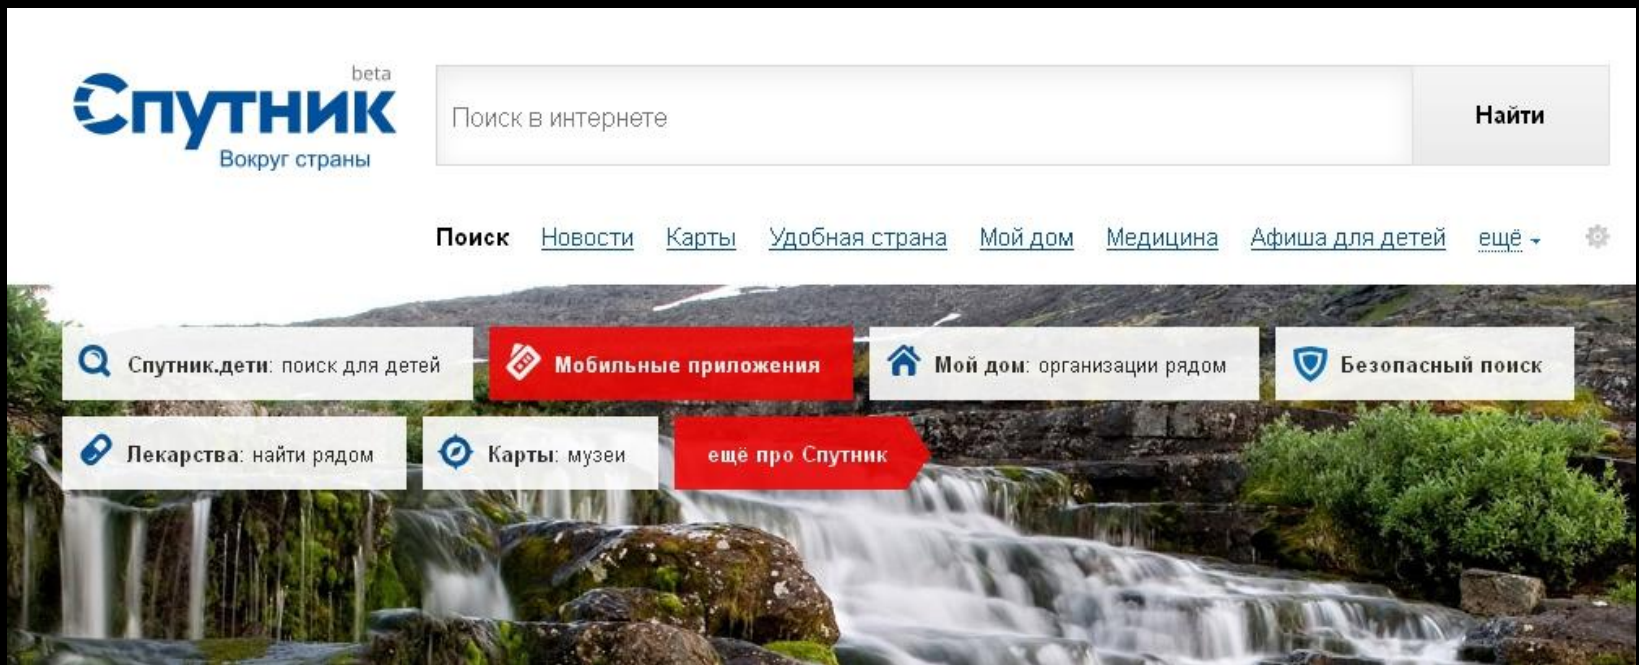 beta
Спутник
Вокруг страны
Поиск в интернете
Найти
Поиск Новости Карты Удобная страна Мой дом Медицина Афиша для детей ещё
Спутник.дети: поиск для детей Мобильные приложения Мой дом: организации рядом Безопасный поиск
Лекарства: найти рядом Карты: музеи ещё про Спутник